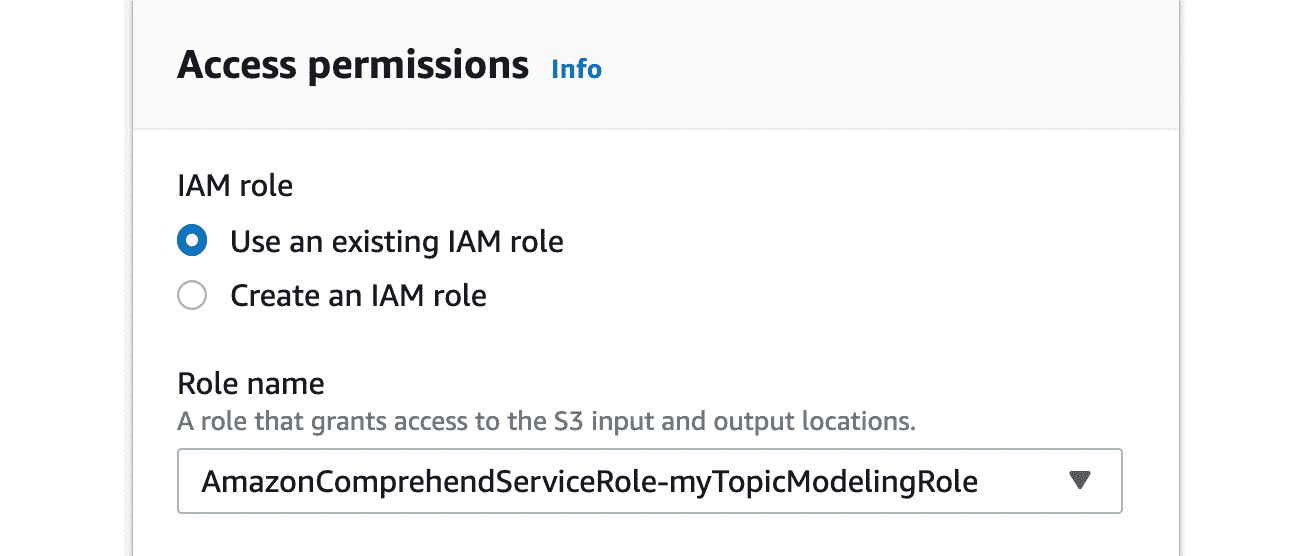 Access permissions Info
IAM role
Use an existing IAM role
Create an IAM role
Role name
A role that grants access to the S3 input and output locations.
AmazonComprehendServiceRole-myTopicModelingRole